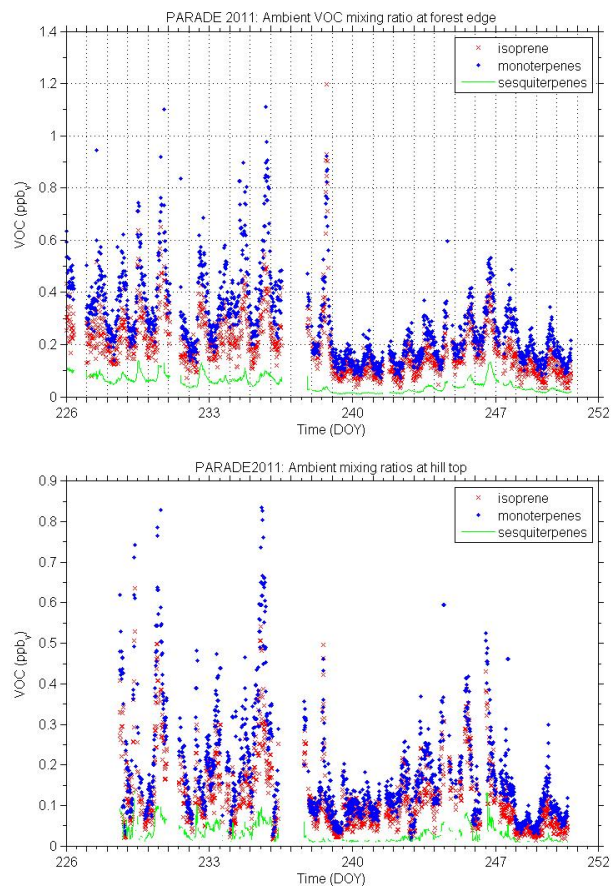 PARADE 2011: Ambient VOC mixing ratio at forest edge
1.4
1.2
1
0.8
0.6
0.4
0.2
0
VOC (ppbv)
isoprene
monoterpenes
sesquiterpenes
226 233 240 247 252
Time (DOY)
PARADE2011: Ambient mixing ratios at hill top
0.9
0.8
0.7
0.6
0.5
0.4
0.3
0.2
0.1
0
VOC (ppbv)
isoprene
monoterpenes
sesquiterpenes
226 233 240 247 252
Time (DOY)